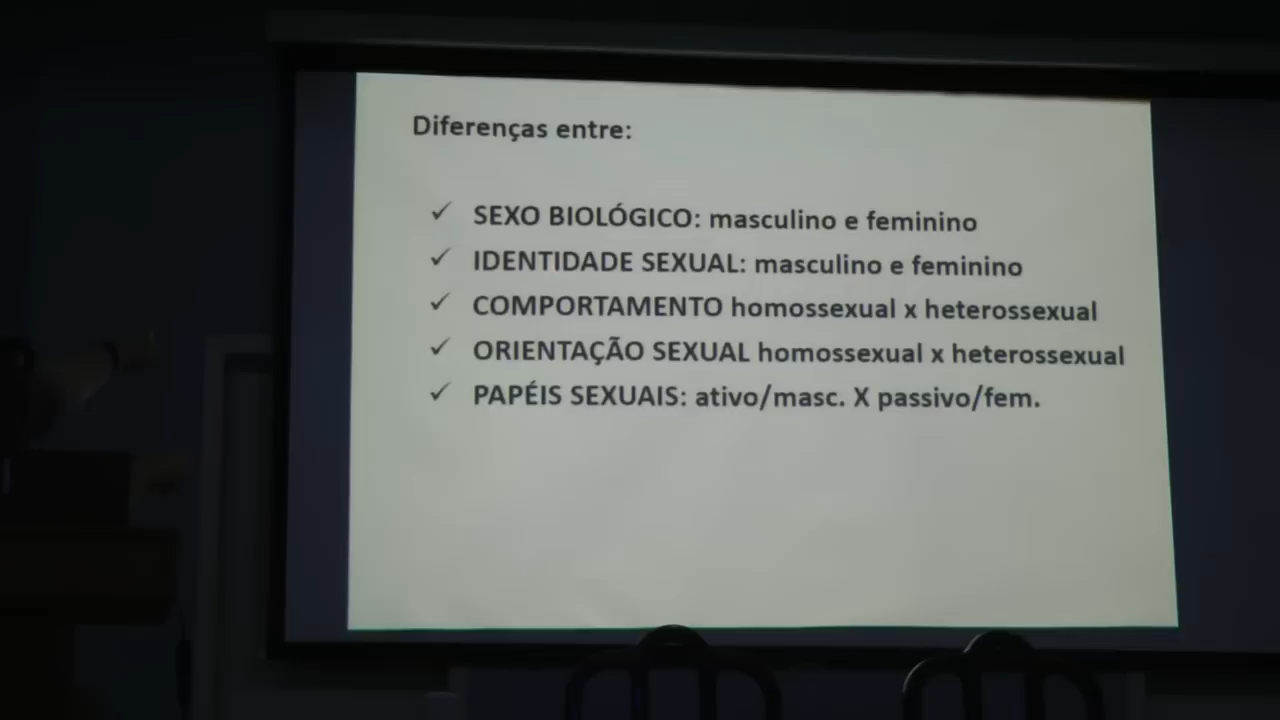 Diferenças entre:
✓ SEXO BIOLÓGICO: masculino e feminino
✓ IDENTIDADE SEXUAL: masculino e feminino
✓ COMPORTAMENTO homossexual x heterossexual
✓ ORIENTAÇÃO SEXUAL homossexual x heterossexual
✓ PAPÉIS SEXUAIS: ativo/masc. X passivo/fem.